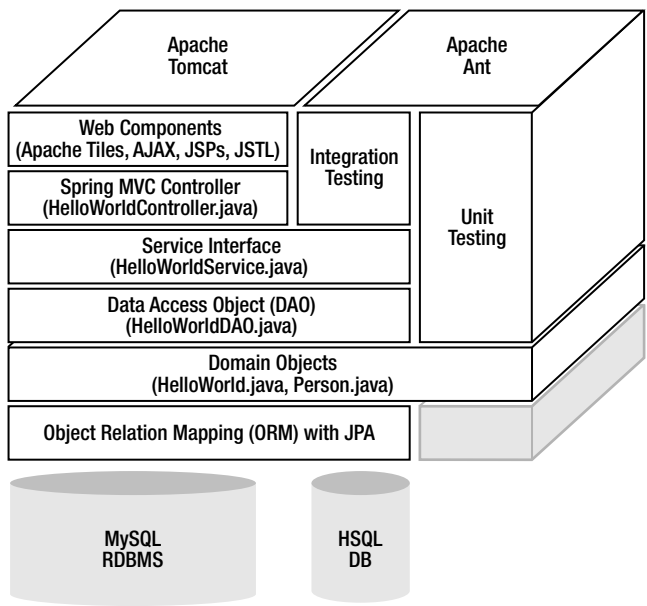 Apache
Tomcat
Apache
Ant
Web Components
(Apache Tiles, AJAX, JSPs, JSTL)
Integration
Testing
Spring MVC Controller
(HelloWorldController.java)
Unit
Testing
Service Interface
(HelloWorldService.java)
Data Access Object (DAO)
(HelloWorldDAO.java)
Domain Objects
(HelloWorld.java, Person.java)
Object Relation Mapping (ORM) with JPA
MySQL
RDBMS
HSQL
DB